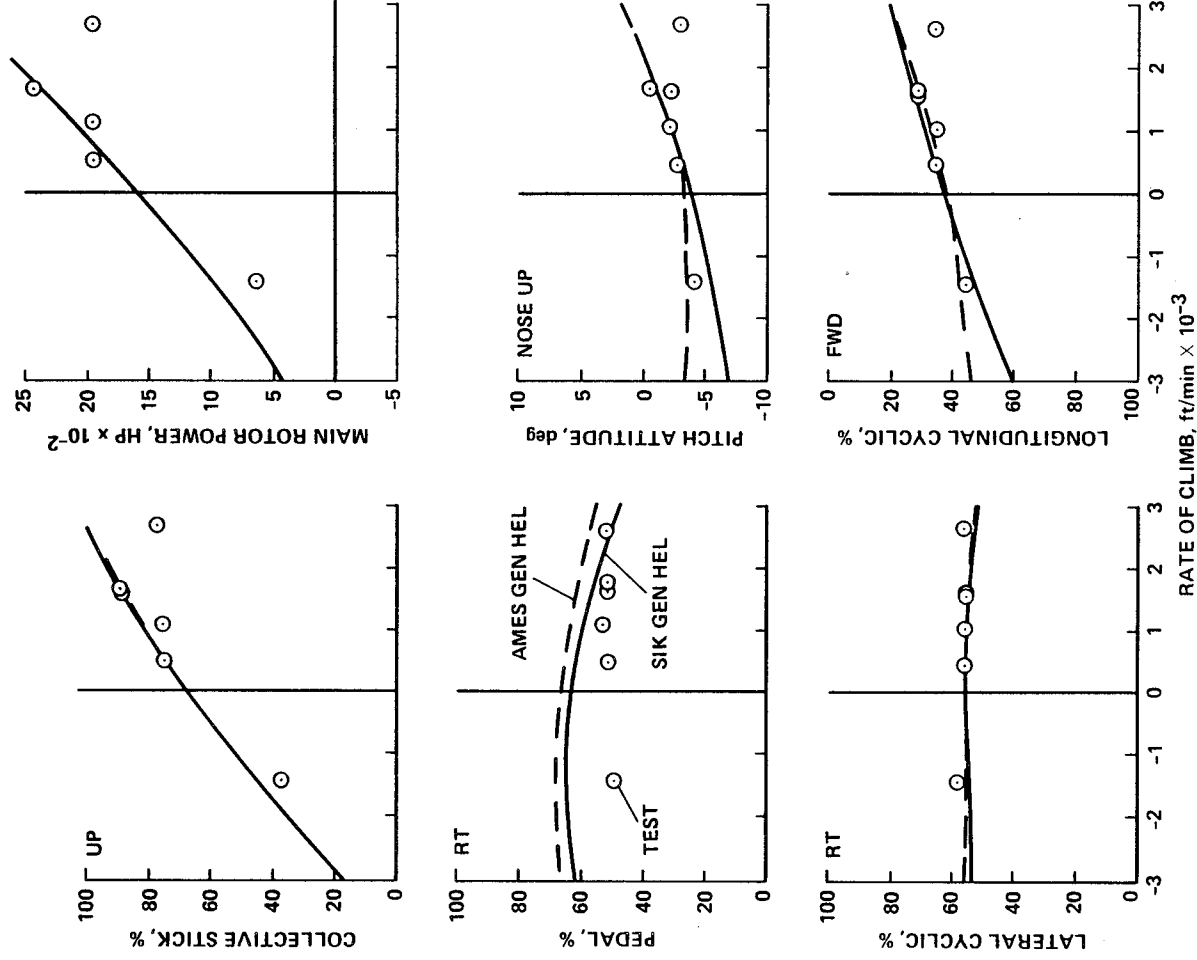 UP
COLLECTIVE STICK, %
100
80
60
40
20
0
MAIN ROTOR POWER, HP x 10⁻²
25
20
15
10
5
0
-5
RT
PEDAL, %
100
80
60
40
20
0
AMES GEN HEL
SIK GEN HEL
TEST
NOSE UP
PITCH ATTITUDE, deg
10
5
0
-5
-10
RT
LATERAL CYCLIC, %
100
80
60
40
20
0
-3 -2 -1 0 1 2 3
FWD
LONGITUDINAL CYCLIC, %
0
20
40
60
80
100
-3 -2 -1 0 1 2 3
RATE OF CLIMB, ft/min X 10⁻³